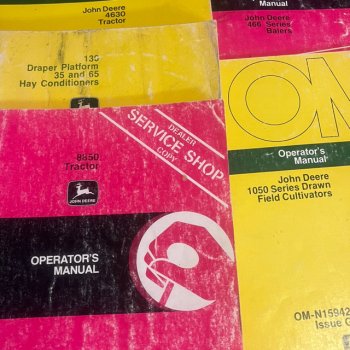 John Deere
4630
Tractor
Manual
John Deere
466 Series
Balers
Draper Platform
35 and 65
Hay Conditioners
DEALER
SERVICE SHOP
COPY
8850
Tractor
JOHN DEERE
OPERATOR'S
MANUAL
OM
Operator's
Manual
John Deere
1050 Series Drawn
Field Cultivators
OM-N15942
Issue